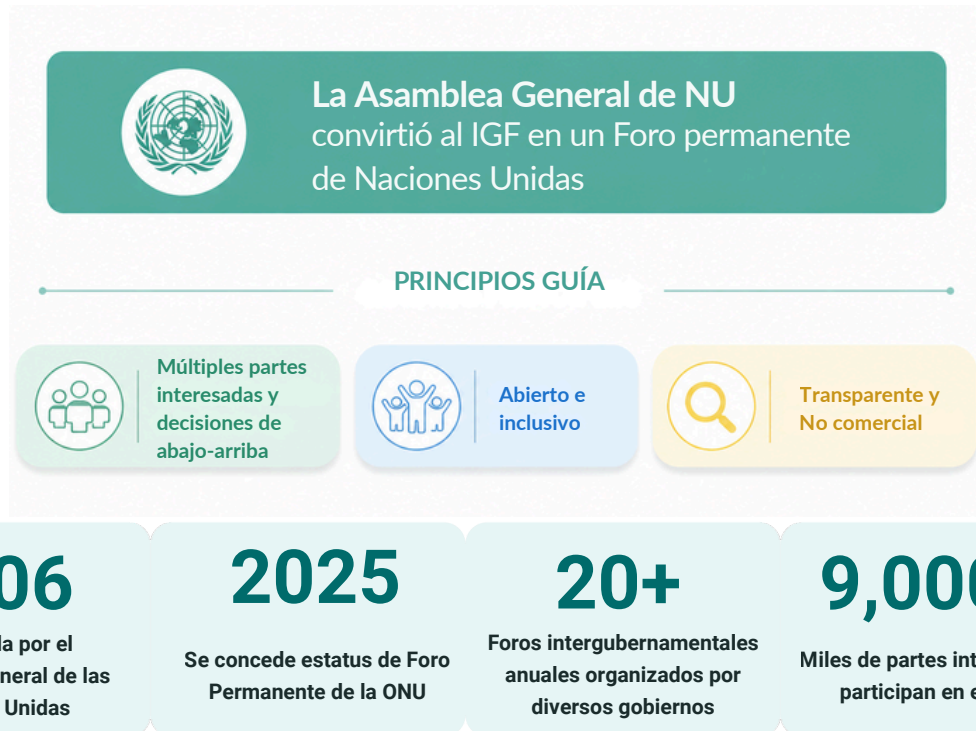 La Asamblea General de NU
convirtió al IGF en un Foro permanente
de Naciones Unidas
PRINCIPIOS GUÍA
Múltiples partes
interesadas y
decisiones de
abajo-arriba
Abierto e
inclusivo
Transparente y
No comercial
06
por el
de las
Unidas
2025
Se concede estatus de Foro
Permanente de la ONU
20+
Foros intergubernamentales
anuales organizados por
diversos gobiernos
9,00
Miles de partes
participan en